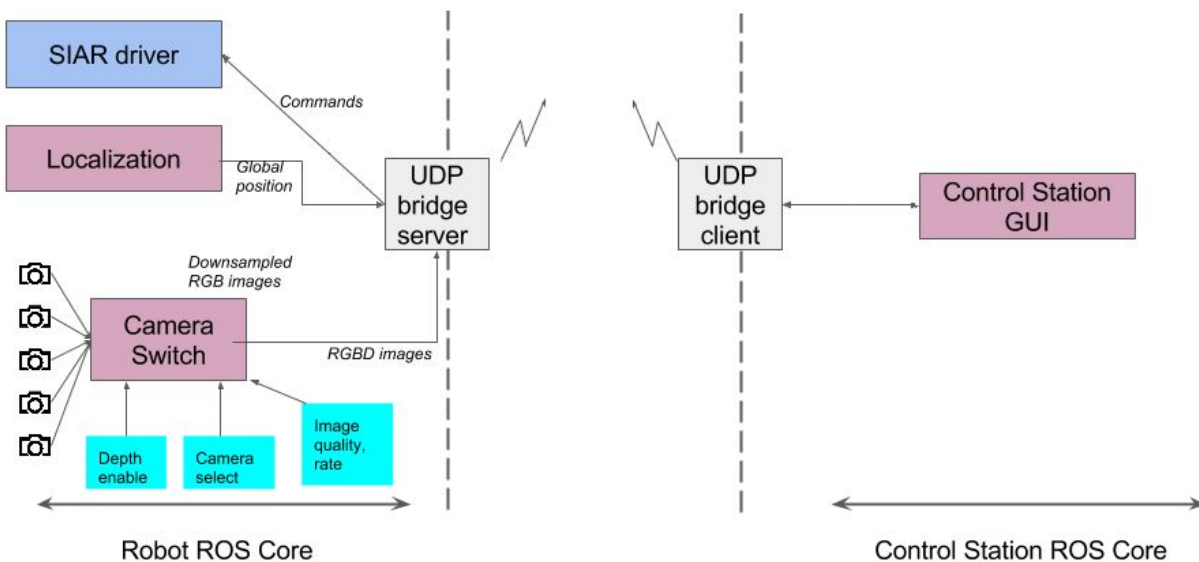 SIAR driver
Commands
Localization
Global
position
UDP
bridge
server
UDP
bridge
client
Control Station
GUI
Downsampled
RGB images
Camera
Switch
RGBD images
Depth
enable
Camera
select
Image
quality,
rate
Robot ROS Core
Control Station ROS Core